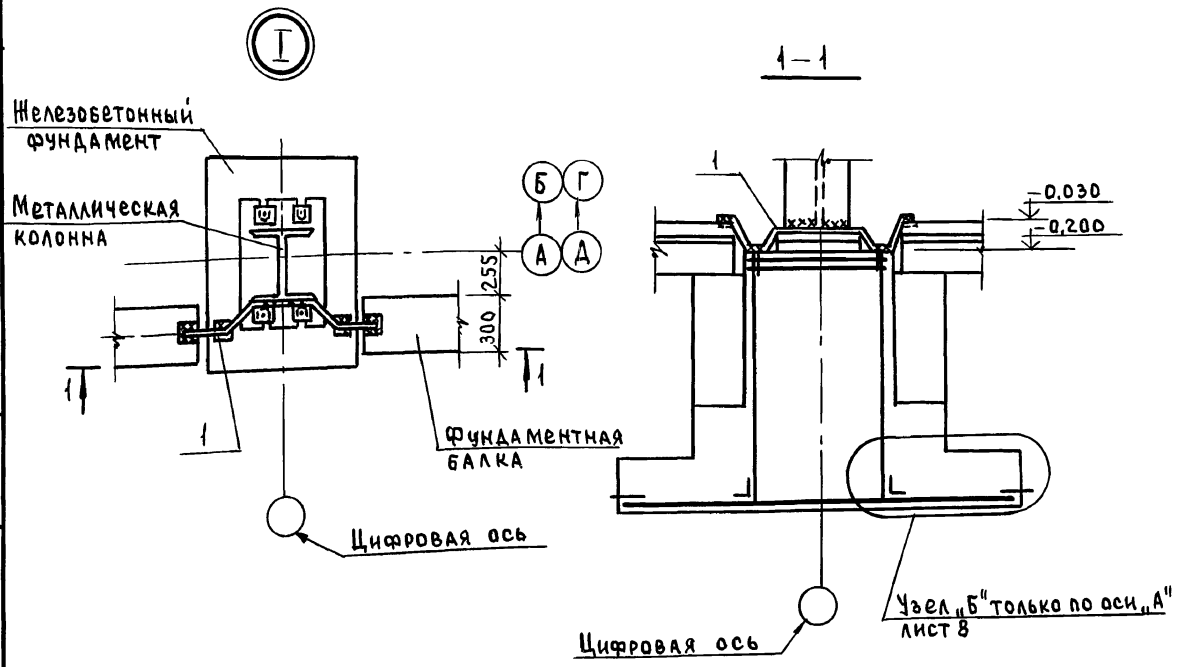 I
1-1
Железобетонный
фундамент
Металлическая
колонна
Б Г
А Д
255
300
1
1
1
Фундаментная
балка
Цифровая ось
1
-0,030
-0,200
Узел „Б" только по оси „А"
лист 8
Цифровая ось